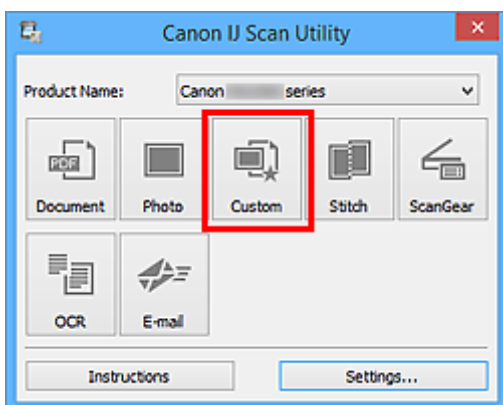 Canon IJ Scan Utility
Product Name: Canon series
Document Photo Custom Stitch ScanGear
PDF
OCR E-mail
Instructions Settings...